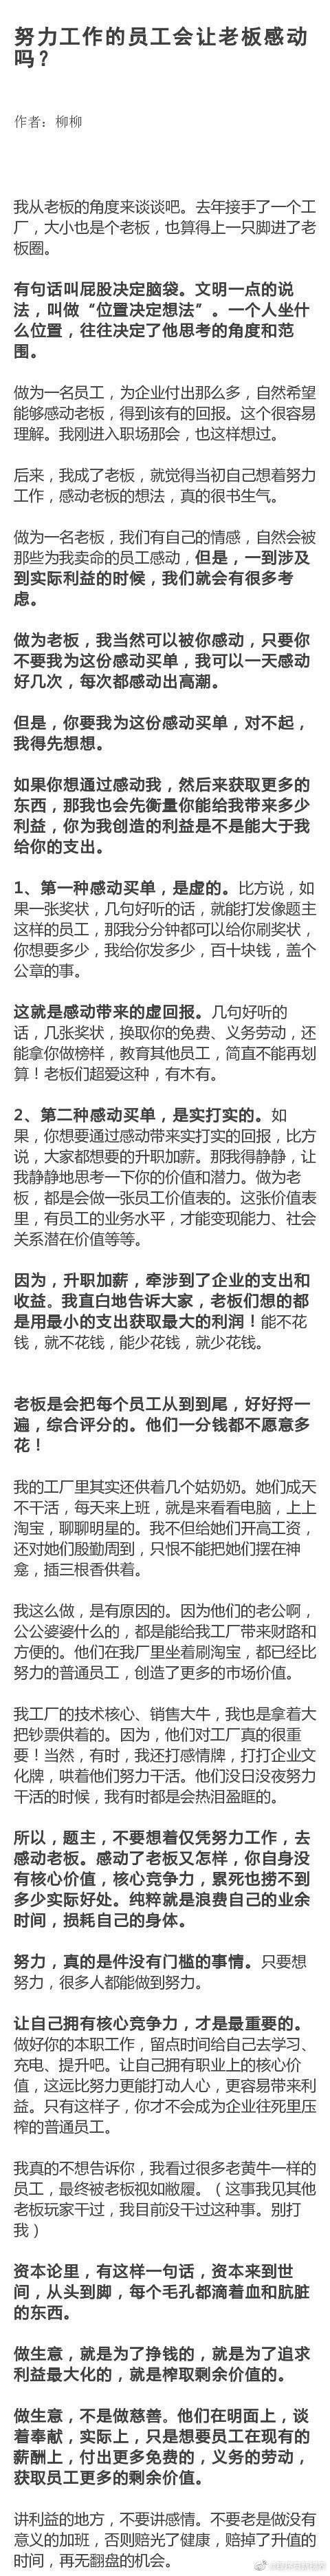 努力工作的员工会让老板感动
吗？
作者：柳柳
我从老板的角度来谈谈吧。去年接手了一个工
厂，大小也是个老板，也算得上一只脚进了老
板圈。
有句话叫屁股决定脑袋。文明一点的说
法，叫做“位置决定想法”。一个人坐什
么位置，往往决定了他思考的角度和范
围。
做为一名员工，为企业付出那么多，自然希望
能够感动老板，得到该有的回报。这个很容易
理解。我刚进入职场那会，也这样想过。
后来，我成了老板，就觉得当初自己想着努力
工作，感动老板的想法，真的很书生气。
做为一名老板，我们有自己的情感，自然会被
那些为我卖命的员工感动，但是，一到涉及
到实际利益的时候，我们就会有很多考
虑。
做为老板，我当然可以被你感动，只要你
不要我为这份感动买单，我可以一天感动
好几次，每次都感动出高潮。
但是，你要我为这份感动买单，对不起，
我得先想想。
如果你想通过感动我，然后来获取更多的
东西，那我也会先衡量你能给我带来多少
利益，你为我创造的利益是不是能大于我
给你的支出。
1、第一种感动买单，是虚的。比方说，如
果一张奖状，几句好听的话，就能打发像题主
这样的员工，那我分分钟都可以给你刷奖状，
你想要多少，我给你发多少，百十块钱，盖个
公章的事。
这就是感动带来的虚回报。几句好听的
话，几张奖状，换取你的免费、义务劳动，还
能拿你做榜样，教育其他员工，简直不能再划
算！老板们超爱这种，有木有。
2、第二种感动买单，是实打实的。如
果，你想要通过感动带来实打实的回报，比方
说，大家都想要的升职加薪。那我得静静，让
我静静地思考一下你的价值和潜力。做为老
板，都是会做一张员工价值表的。这张价值表
里，有员工的业务水平，才能变现能力、社会
关系潜在价值等等。
因为，升职加薪，牵涉到了企业的支出和
收益。我直白地告诉大家，老板们想的都
是用最小的支出获取最大的利润！能不花
钱，就不花钱，能少花钱，就少花钱。
老板是会把每个员工从到到尾，好好捋一
遍，综合评分的。他们一分钱都不愿意多
花！
我的工厂里其实还供着几个姑奶奶。她们成天
不干活，每天来上班，就是来看看电脑，上上
淘宝，聊聊明星的。我不但给她们开高工资，
还对她们殷勤周到，只恨不能把她们摆在神
龛，插三根香供着。
我这么做，是有原因的。因为他们的老公啊，
公公婆婆什么的，都是能给我工厂带来财路和
方便的。他们在我厂里坐着刷淘宝，都已经比
努力的普通员工，创造了更多的市场价值。
我工厂的技术核心、销售大牛，我也是拿着大
把钞票供着的。因为，他们对工厂真的很重
要！当然，有时，我还打感情牌，打打企业文
化牌，哄着他们努力干活。他们没日没夜努力
干活的时候，我有时都是会热泪盈眶的。
所以，题主，不要想着仅凭努力工作，去
感动老板。感动了老板又怎样，你自身没
有核心价值，核心竞争力，累死也捞不到
多少实际好处。纯粹就是浪费自己的业余
时间，损耗自己的身体。
努力，真的是件没有门槛的事情。只要想
努力，很多人都能做到努力。
让自己拥有核心竞争力，才是最重要的。
做好你的本职工作，留点时间给自己去学习、
充电、提升吧。让自己拥有职业上的核心价
值，这远比努力更能打动人心，更容易带来利
益。只有这样子，你才不会成为企业往死里压
榨的普通员工。
我真的不想告诉你，我看过很多老黄牛一样的
员工，最终被老板视如敝履。（这事我见其他
老板玩家干过，我目前没干过这种事。别打
我）
资本论里，有这样一句话，资本来到世
间，从头到脚，每个毛孔都滴着血和肮脏
的东西。
做生意，就是为了挣钱的，就是为了追求
利益最大化的，就是榨取剩余价值的。
做生意，不是做慈善。他们在明面上，谈
着奉献，实际上，只是想要员工在现有的
薪酬上，付出更多免费的，义务的劳动，
获取员工更多的剩余价值。
讲利益的地方，不要讲感情。不要老是做没有
意义的加班，否则赔光了健康，赔掉了升值的
时间，再无翻盘的机会。